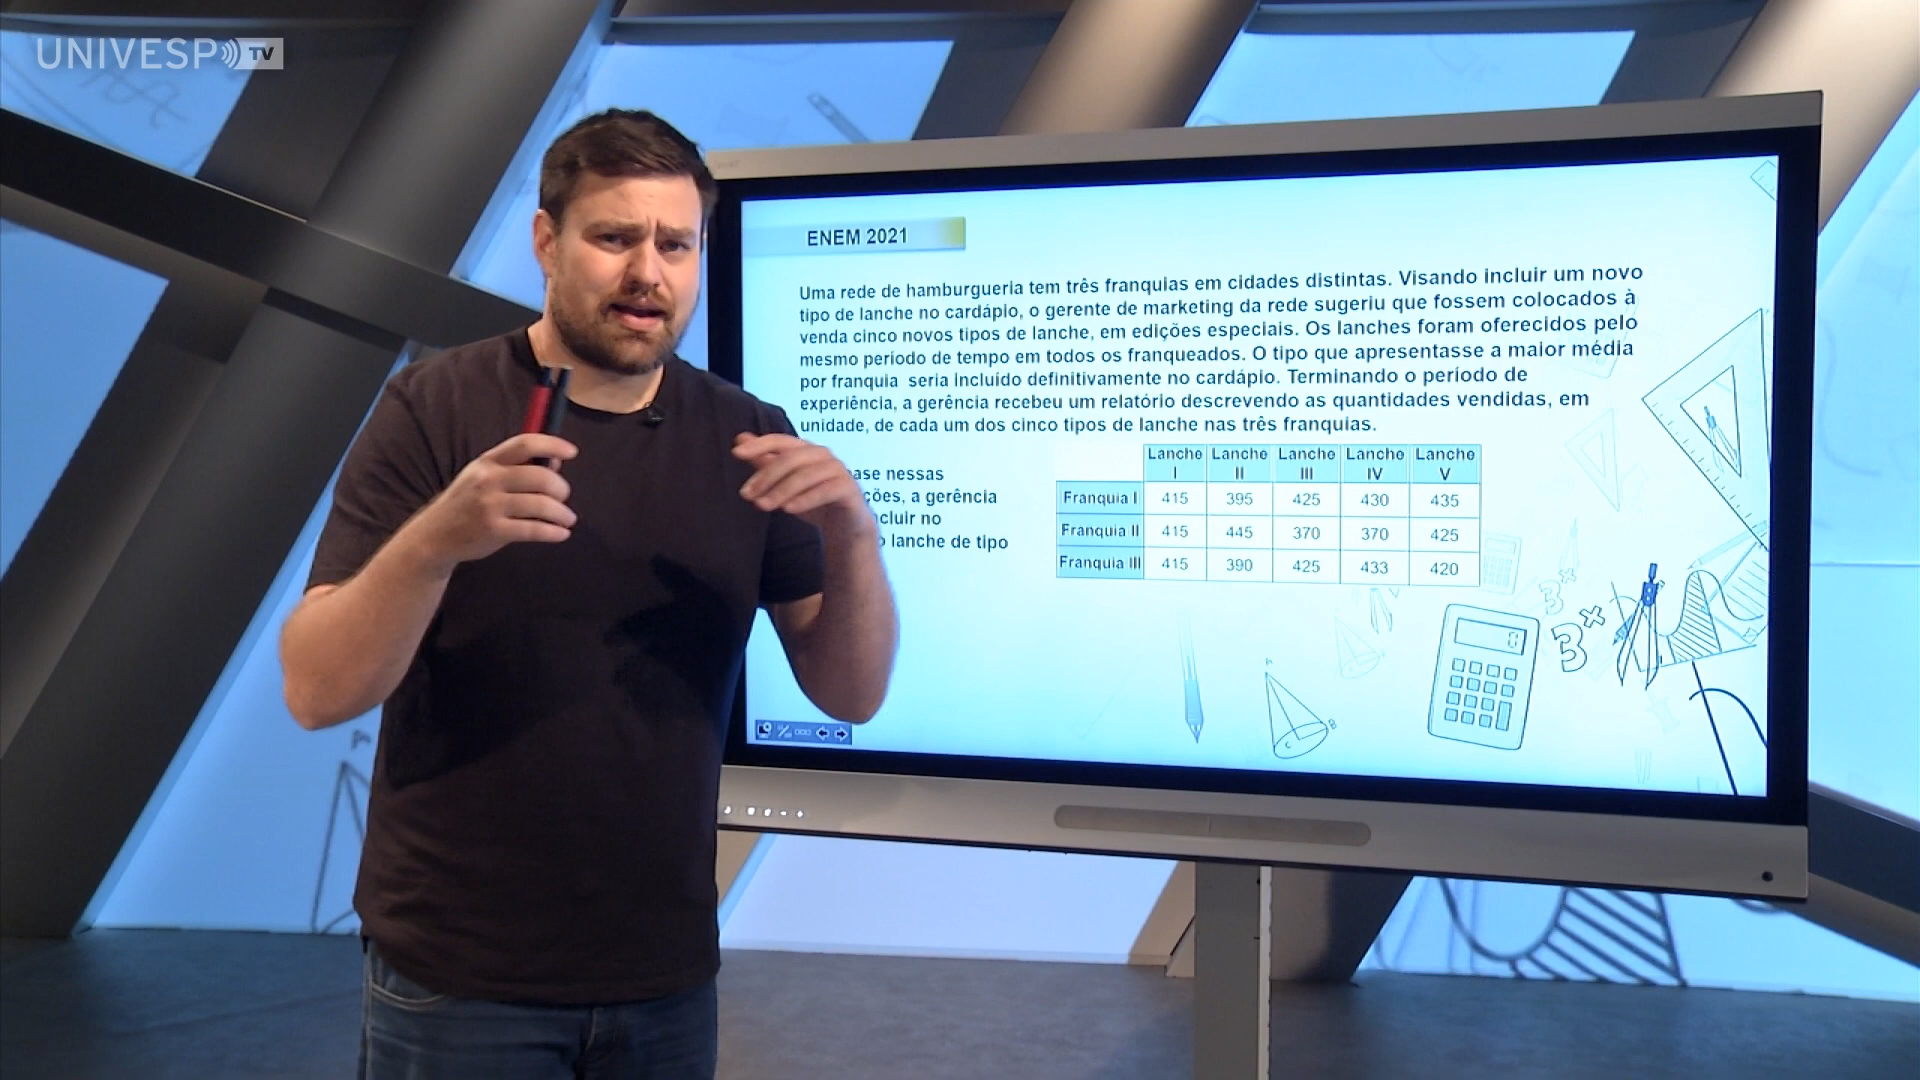 UNIVESP TV
ENEM 2021
Uma rede de hamburgueria tem três franquias em cidades distintas. Visando incluir um novo
tipo de lanche no cardápio, o gerente de marketing da rede sugeriu que fossem colocados à
venda cinco novos tipos de lanche, em edições especiais. Os lanches foram oferecidos pelo
mesmo período de tempo em todos os franqueados. O tipo que apresentasse a maior média
por franquia seria incluído definitivamente no cardápio. Terminando o período de
experiência, a gerência recebeu um relatório descrevendo as quantidades vendidas, em
unidade, de cada um dos cinco tipos de lanche nas três franquias.
nessas
a gerência
no
lanche de tipo
Lanche I Lanche II Lanche III Lanche IV Lanche V
Franquia I 415 395 425 430 435
Franquia II 415 445 370 370 425
Franquia III 415 390 425 433 420
0
3x
3x
B
C